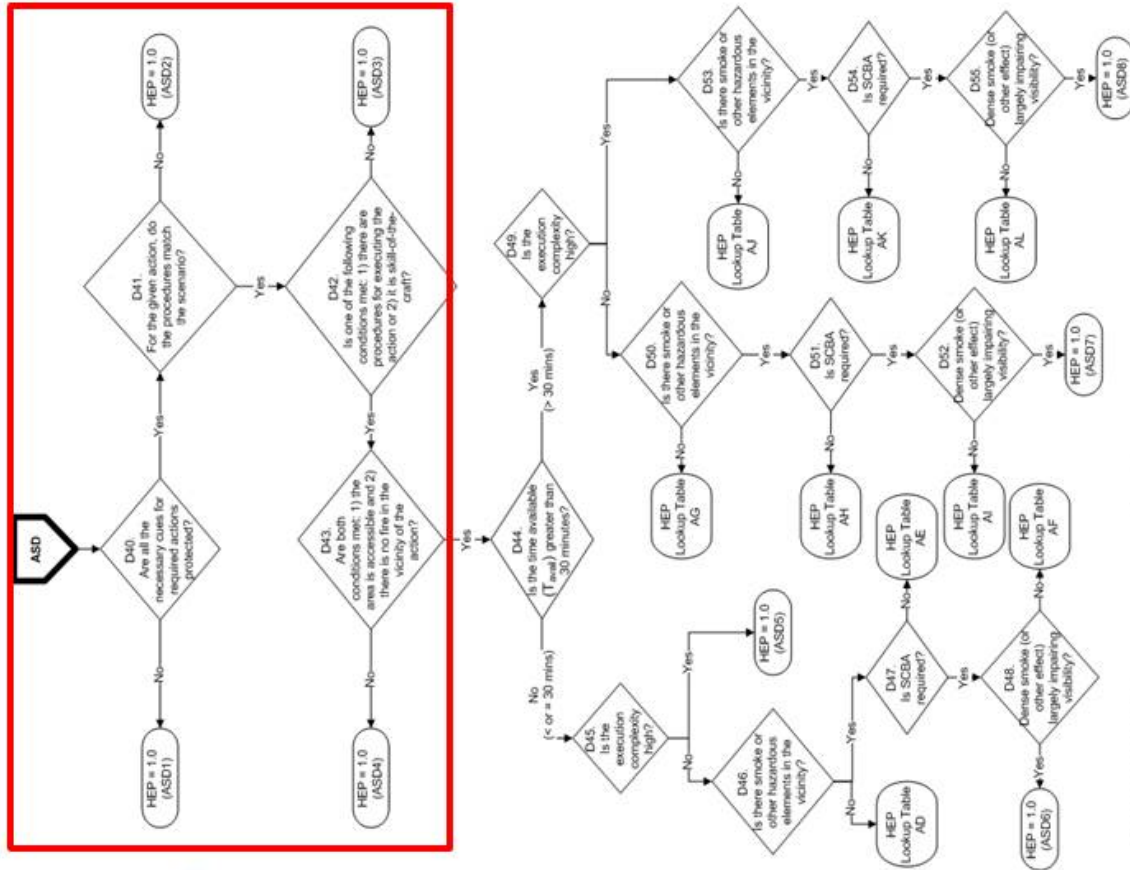 ASD
D40.
Are all the
necessary cues for
required actions
protected?
No
HEP = 1.0
(ASD1)
Yes
D41.
For the given action, do
the procedures match
the scenario?
No
HEP = 1.0
(ASD2)
Yes
D42.
Is one of the following
conditions met: 1) there are
procedures for executing the
action or 2) it is skill-of-the-
craft?
No
HEP = 1.0
(ASD3)
Yes
D43.
Are both
conditions met: 1) the
area is accessible and 2)
there is no fire in the
vicinity of the
action?
No
HEP = 1.0
(ASD4)
Yes
D44.
Is the time available
(Tavail) greater than
30 minutes?
No
(< or = 30 mins)
Yes
(> 30 mins)
D45.
Is the
execution
complexity
high?
Yes
HEP = 1.0
(ASD5)
No
D46.
Is there smoke or
other hazardous
elements in the
vicinity?
No
HEP
Lookup Table
AD
Yes
D47.
Is SCBA
required?
No
HEP
Lookup Table
AE
Yes
D48.
Dense smoke (or
other effect)
largely impairing
visibility?
No
HEP
Lookup Table
AF
Yes
HEP = 1.0
(ASD6)
D49.
Is the
execution
complexity
high?
No
D50.
Is there smoke or
other hazardous
elements in the
vicinity?
No
HEP
Lookup Table
AG
Yes
D51.
Is SCBA
required?
No
HEP
Lookup Table
AH
Yes
D52.
Dense smoke (or
other effect)
largely impairing
visibility?
No
HEP
Lookup Table
AI
Yes
HEP = 1.0
(ASD7)
Yes
D53.
Is there smoke or
other hazardous
elements in the
vicinity?
No
HEP
Lookup Table
AJ
Yes
D54.
Is SCBA
required?
No
HEP
Lookup Table
AK
Yes
D55.
Dense smoke (or
other effect)
largely impairing
visibility?
No
HEP
Lookup Table
AL
Yes
HEP = 1.0
(ASD8)